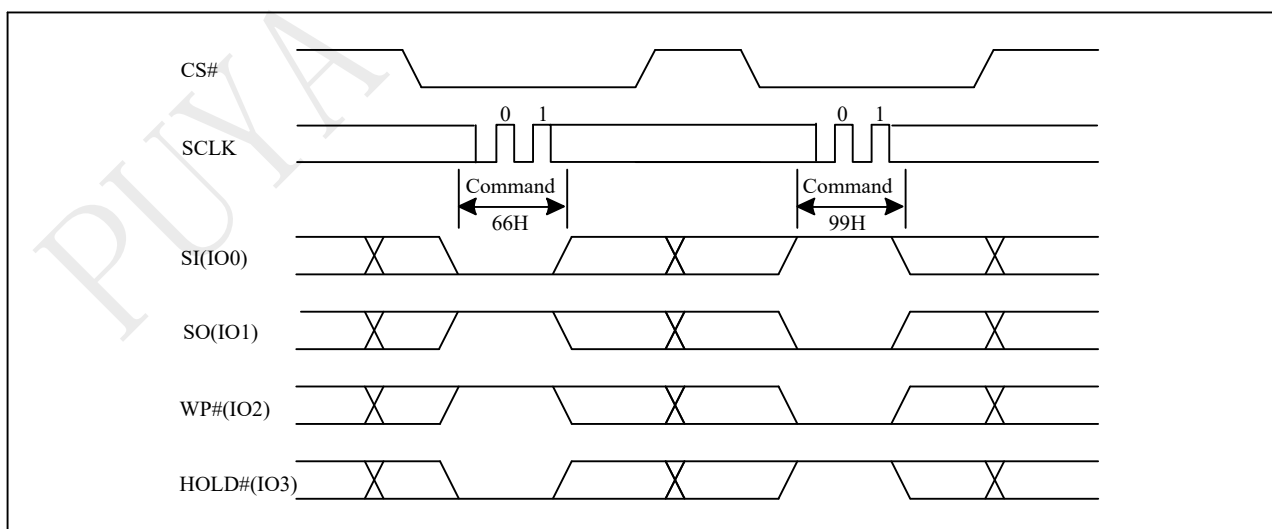 PUYA
CS#
0 1 0 1
SCLK
Command Command
66H 99H
SI(IO0)
SO(IO1)
WP#(IO2)
HOLD#(IO3)